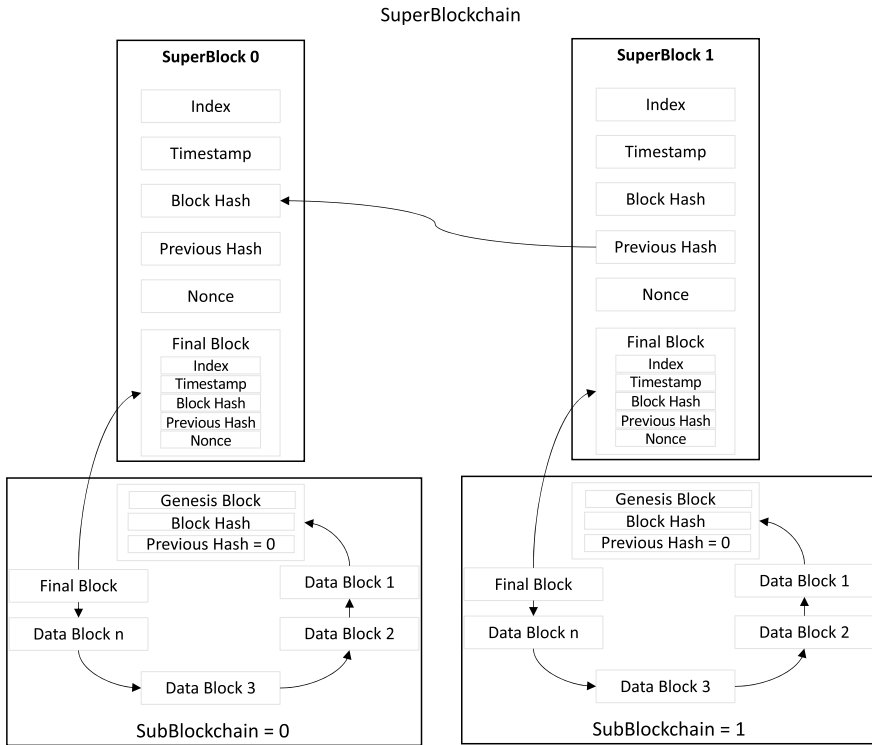 SuperBlockchain
SuperBlock 0
Index
Timestamp
Block Hash
Previous Hash
Nonce
Final Block
Index
Timestamp
Block Hash
Previous Hash
Nonce
SuperBlock 1
Index
Timestamp
Block Hash
Previous Hash
Nonce
Final Block
Index
Timestamp
Block Hash
Previous Hash
Nonce
Genesis Block
Block Hash
Previous Hash = 0
Final Block
Data Block 1
Data Block n
Data Block 2
Data Block 3
SubBlockchain = 0
Genesis Block
Block Hash
Previous Hash = 0
Final Block
Data Block 1
Data Block n
Data Block 2
Data Block 3
SubBlockchain = 1